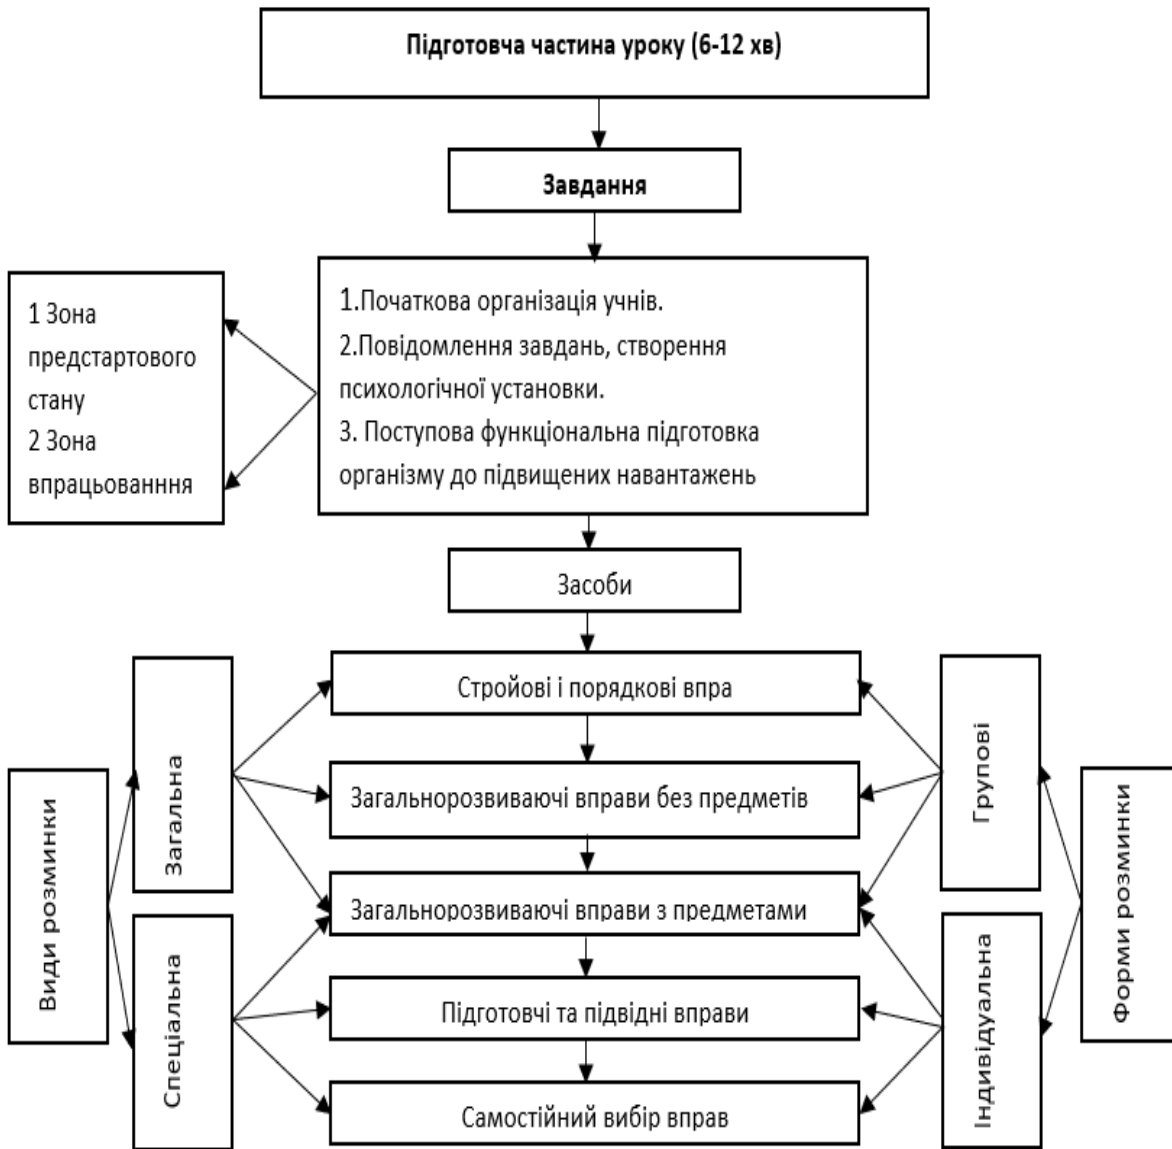 Підготовча частина уроку (6-12 хв)
Завдання
1 Зона
предстартового
стану
2 Зона
впрацьованння
1.Початкова організація учнів.
2.Повідомлення завдань, створення
психологічної установки.
3. Поступова функціональна підготовка
організму до підвищених навантажень
Засоби
Види розминки
Загальна
Спеціальна
Стройові і порядкові впра
Загальнорозвиваючі вправи без предметів
Загальнорозвиваючі вправи з предметами
Підготовчі та підвідні вправи
Самостійний вибір вправ
Групові
Індивідуальна
Форми розминки